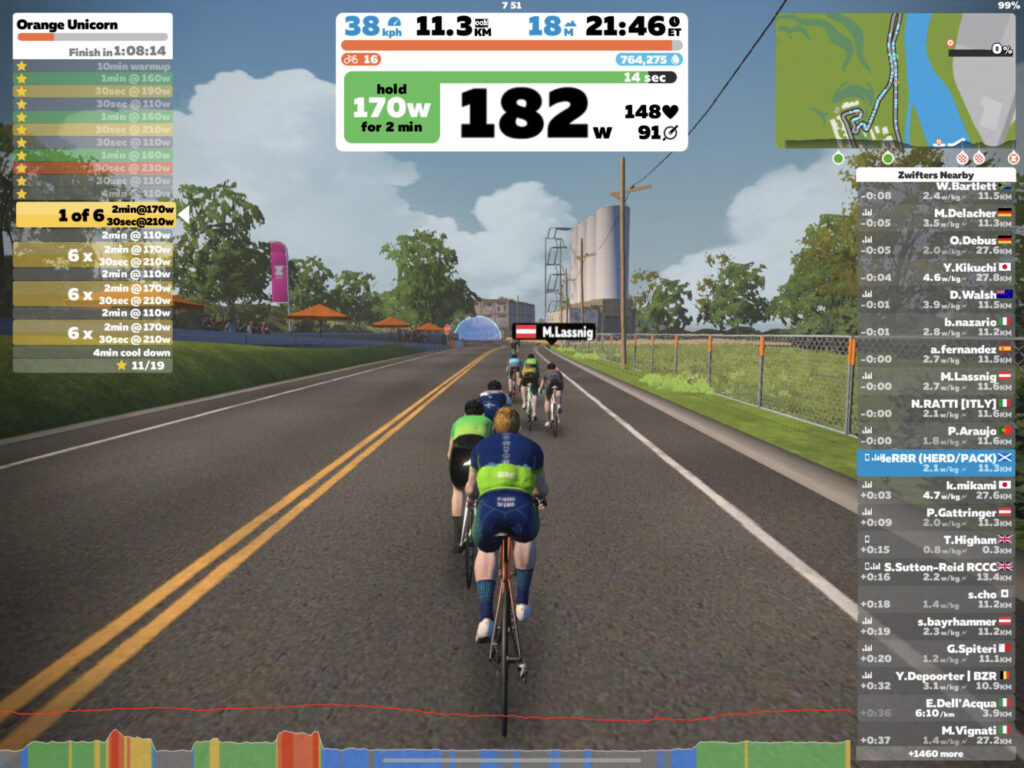 7 51
99%
Orange Unicorn
Finish in 1:08:14
10min warmup
1min @ 160w
30sec @ 190w
30sec @ 110w
1min @ 160w
30sec @ 210w
30sec @ 110w
1min @ 160w
30sec @ 230w
30sec @ 110w
4min @ 110w
1 of 6 2min@170w
30sec@210w
2min @ 110w
6 x 2min @ 170w
30sec @ 210w
2min @ 110w
6 x 2min @ 170w
30sec @ 210w
2min @ 110w
6 x 2min @ 170w
30sec @ 210w
4min cool down
11/19
38 kph 11.3 KM 18 M 21:46 ET
16
764,275
14 sec
hold
170w
for 2 min
182 w
148
91
0%
M.Lassnig
Zwifters Nearby
W.Bartlett
-0:08 2.4w/kg 11.5KM
M.Delacher
-0:05 3.5w/kg 11.3KM
O.Debus
-0:05 2.0w/kg 27.6KM
Y.Kikuchi
-0:04 4.6w/kg 27.8KM
D.Walsh
-0:01 3.9w/kg 11.5KM
b.nazario
-0:01 2.8w/kg 11.2KM
a.fernandez
-0:00 2.7w/kg 11.5KM
M.Lassnig
-0:00 2.7w/kg 11.6KM
N.RATTI [ITLY]
-0:00 2.1w/kg 11.6KM
P.Araujo
-0:00 1.8w/kg 11.6KM
leRRR (HERD/PACK)
2.1w/kg 11.3KM
k.mikami
+0:03 4.7w/kg 27.6KM
P.Gattringer
+0:09 2.0w/kg 11.3KM
T.Higham
+0:15 0.8w/kg 0.3KM
S.Sutton-Reid RCCC
+0:16 2.2w/kg 13.4KM
s.cho
+0:18 1.4w/kg 11.2KM
s.bayrhammer
+0:19 2.3w/kg 11.2KM
G.Spiteri
+0:20 1.2w/kg 11.1KM
Y.Depoorter | BZR
+0:32 3.1w/kg 10.9KM
E.Dell'Acqua
+0:36 6:10/km 3.9KM
M.Vignati
+0:37 1.4w/kg 27.2KM
+1460 more